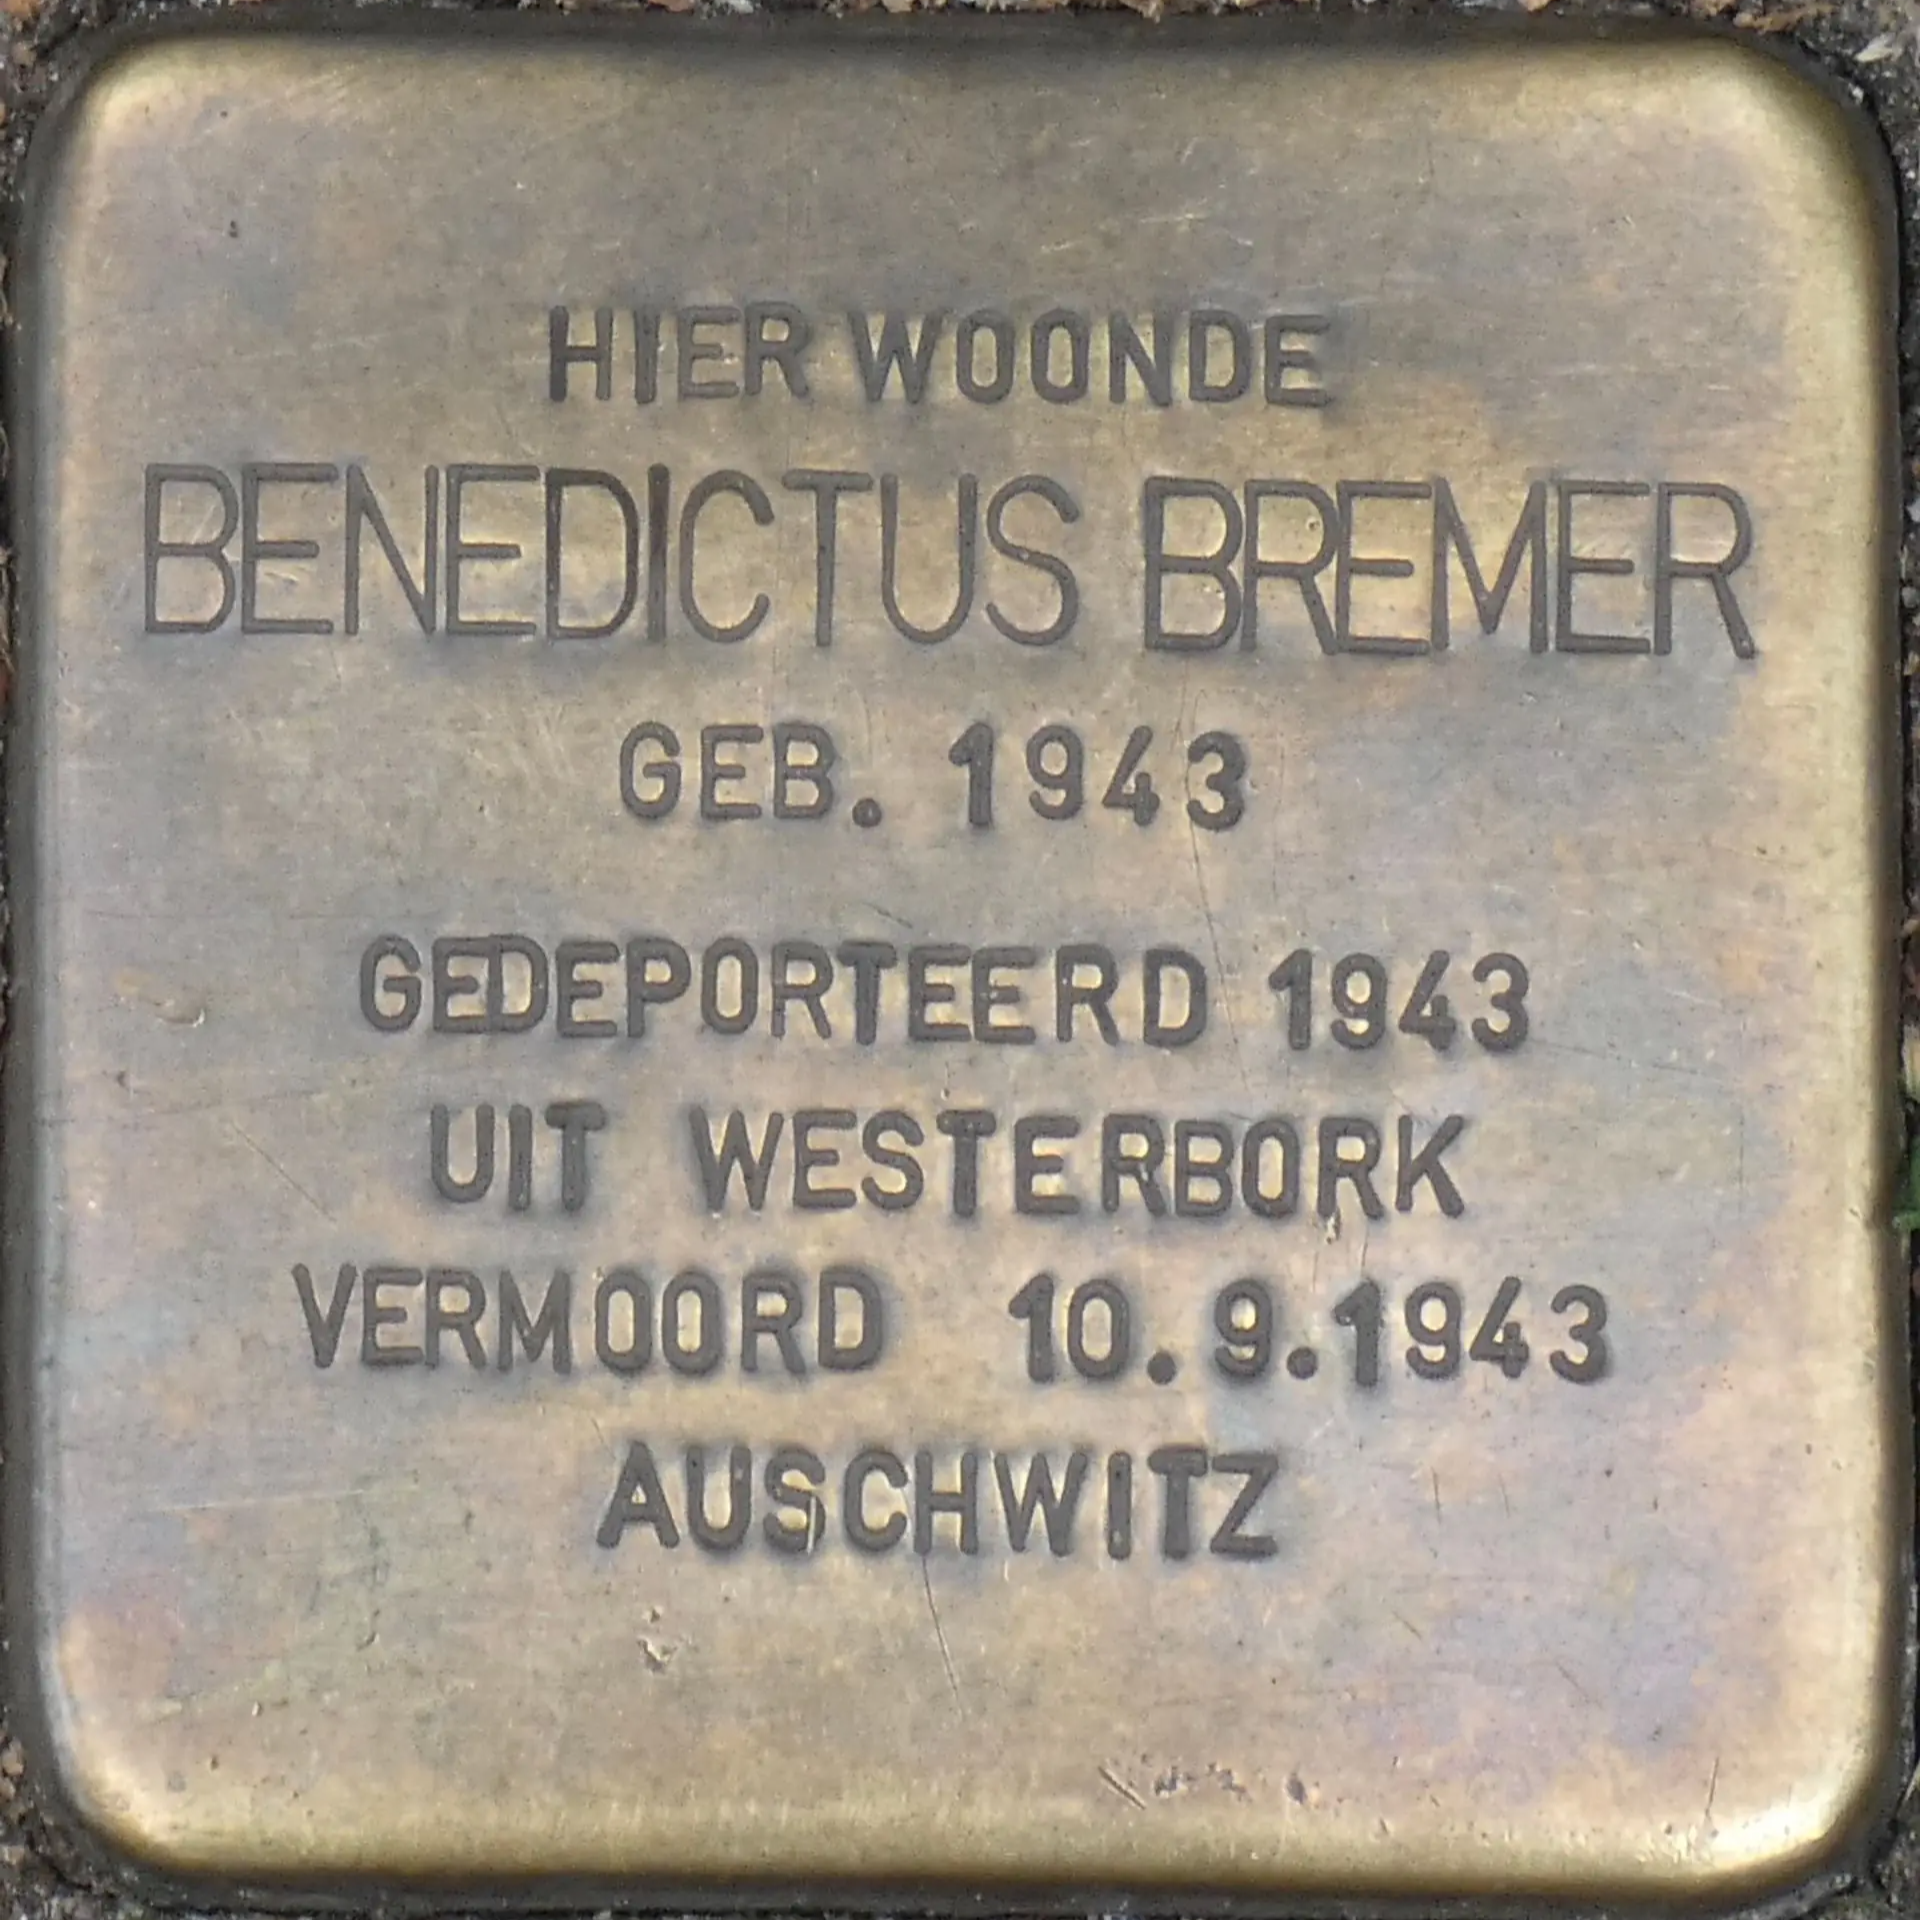 HIER WOONDE
BENEDICTUS BREMER
GEB. 1943
GEDEPORTEERD 1943
UIT WESTERBORK
VERMOORD 10.9.1943
AUSCHWITZ